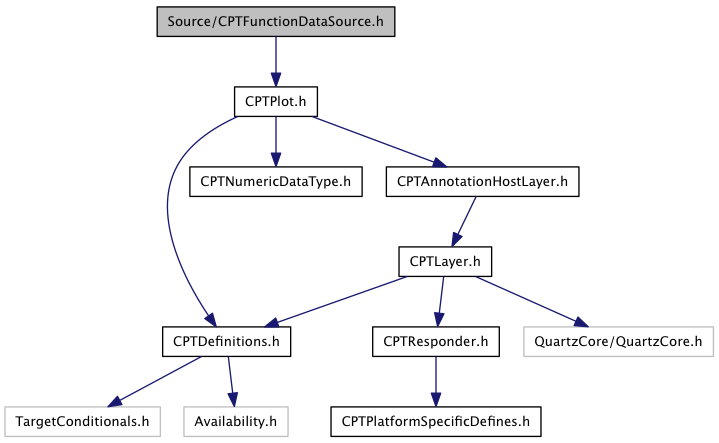 Source/CPTFunctionDataSource.h
CPTPlot.h
CPTNumericDataType.h
CPTAnnotationHostLayer.h
CPTLayer.h
CPTDefinitions.h
CPTResponder.h
QuartzCore/QuartzCore.h
TargetConditionals.h
Availability.h
CPTPlatformSpecificDefines.h